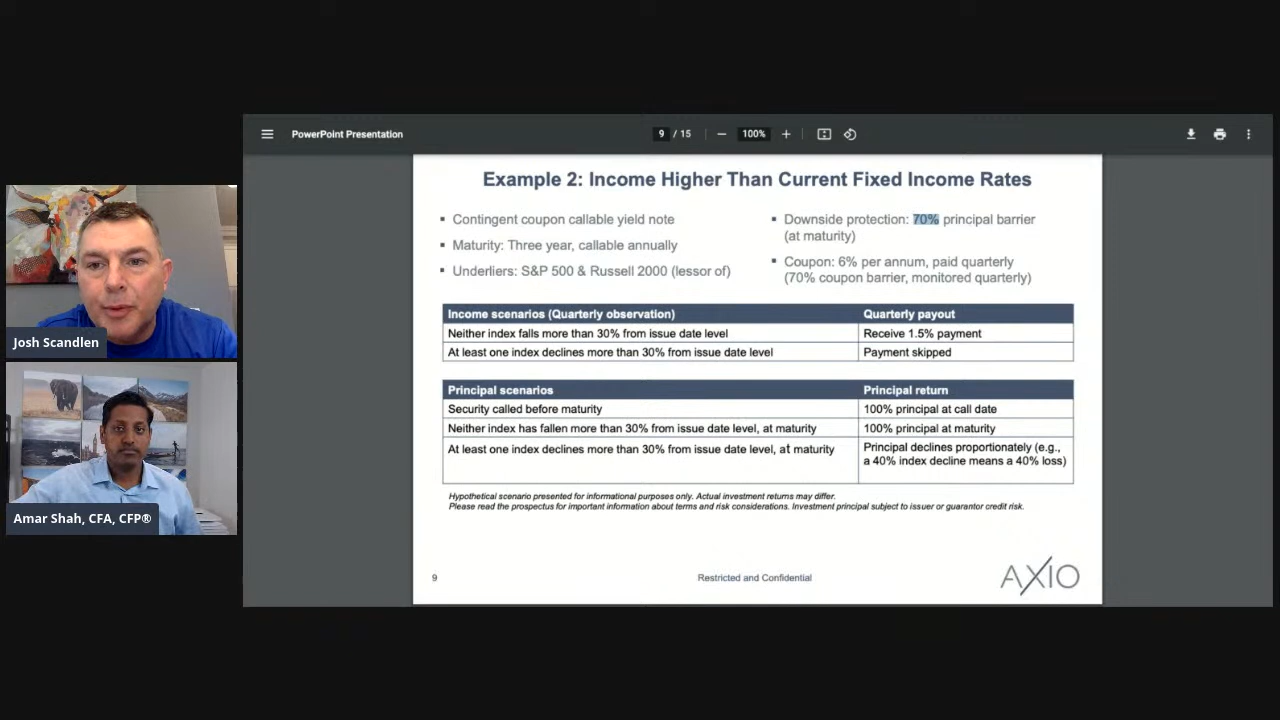 PowerPoint Presentation
9 / 15
100%
Example 2: Income Higher Than Current Fixed Income Rates
Contingent coupon callable yield note
Maturity: Three year, callable annually
Underliers: S&P 500 & Russell 2000 (lessor of)
Downside protection: 70% principal barrier
(at maturity)
Coupon: 6% per annum, paid quarterly
(70% coupon barrier, monitored quarterly)
Income scenarios (Quarterly observation) Quarterly payout
Neither index falls more than 30% from issue date level Receive 1.5% payment
At least one index declines more than 30% from issue date level Payment skipped
Principal scenarios Principal return
Security called before maturity 100% principal at call date
Neither index has fallen more than 30% from issue date level, at maturity 100% principal at maturity
At least one index declines more than 30% from issue date level, at maturity Principal declines proportionately (e.g.,
a 40% index decline means a 40% loss)
Hypothetical scenario presented for informational purposes only. Actual investment returns may differ.
Please read the prospectus for important information about terms and risk considerations. Investment principal subject to issuer or guarantor credit risk.
9
Restricted and Confidential
AXIO
Josh Scandlen
Amar Shah, CFA, CFP®